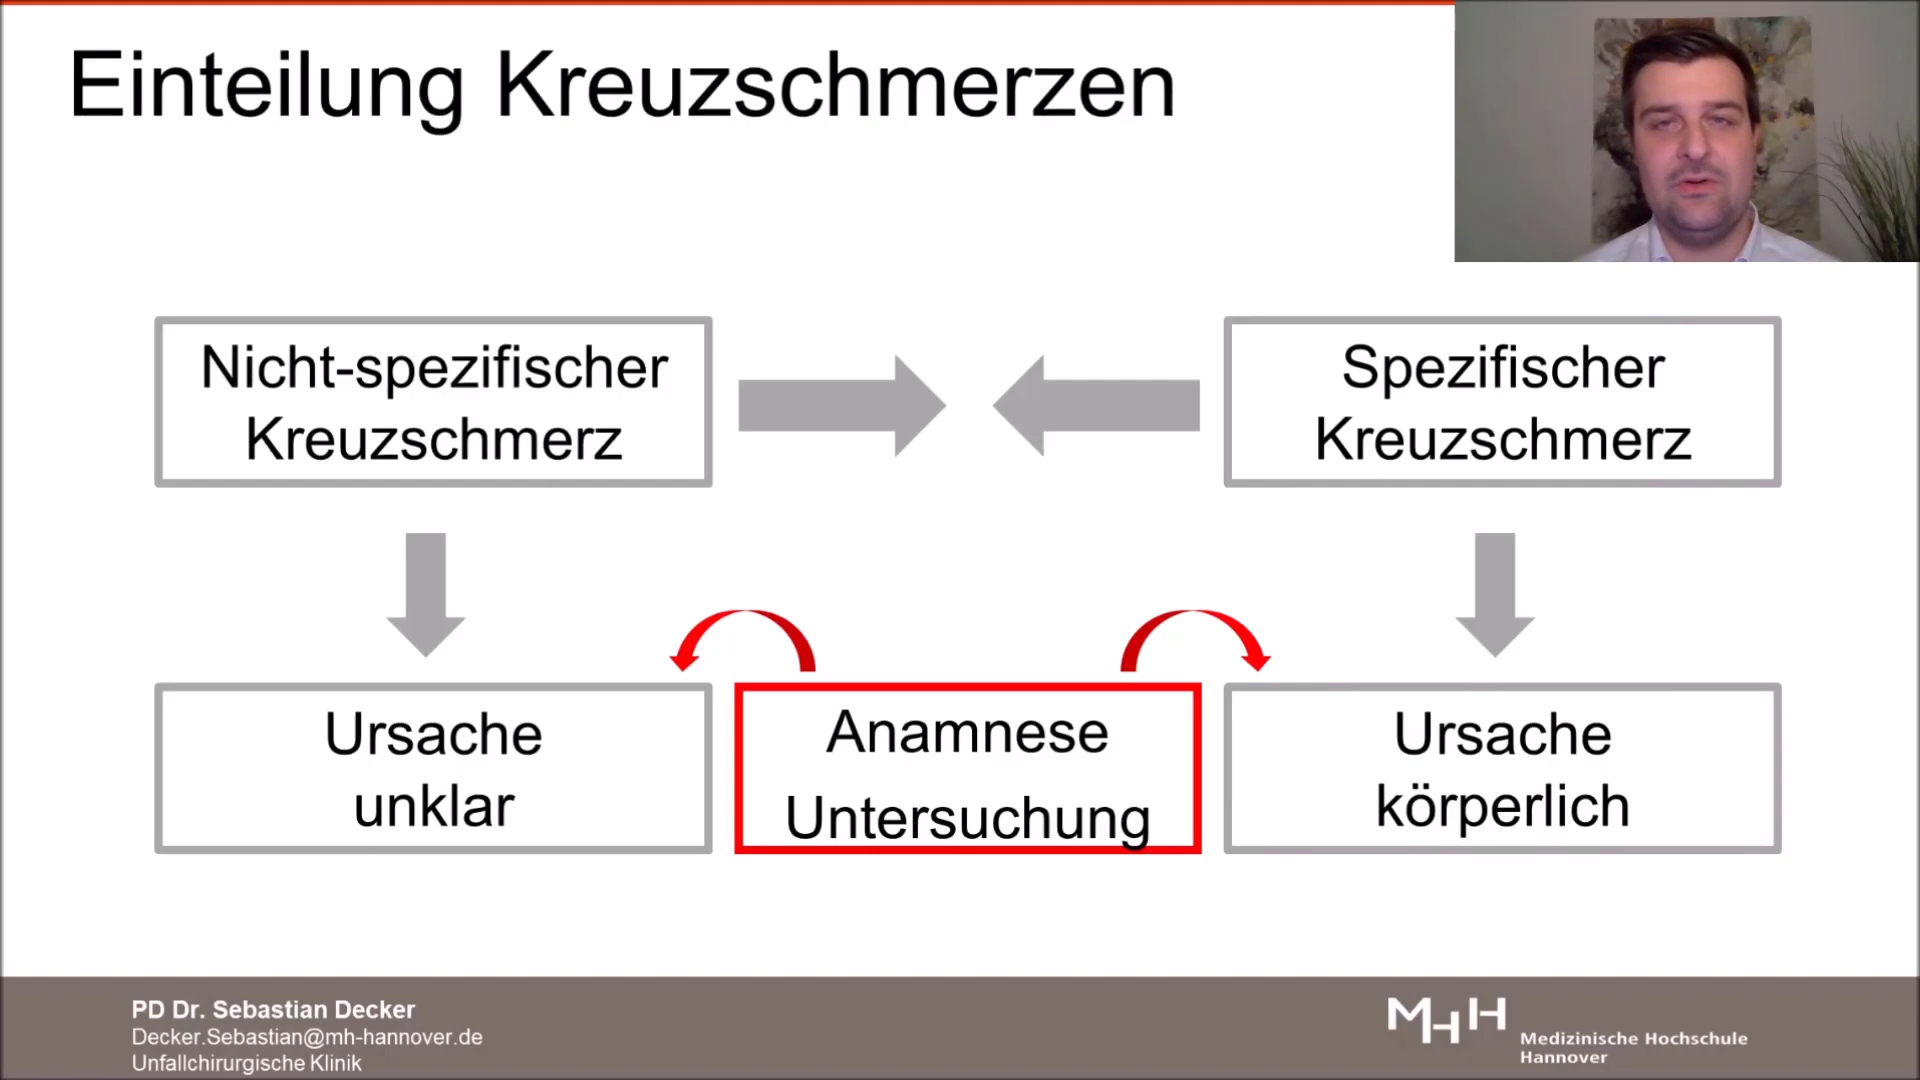 Einteilung Kreuzschmerzen
Nicht-spezifischer
Kreuzschmerz
Spezifischer
Kreuzschmerz
Ursache
unklar
Anamnese
Untersuchung
Ursache
körperlich
PD Dr. Sebastian Decker
Decker.Sebastian@mh-hannover.de
Unfallchirurgische Klinik
MHH
Medizinische Hochschule
Hannover